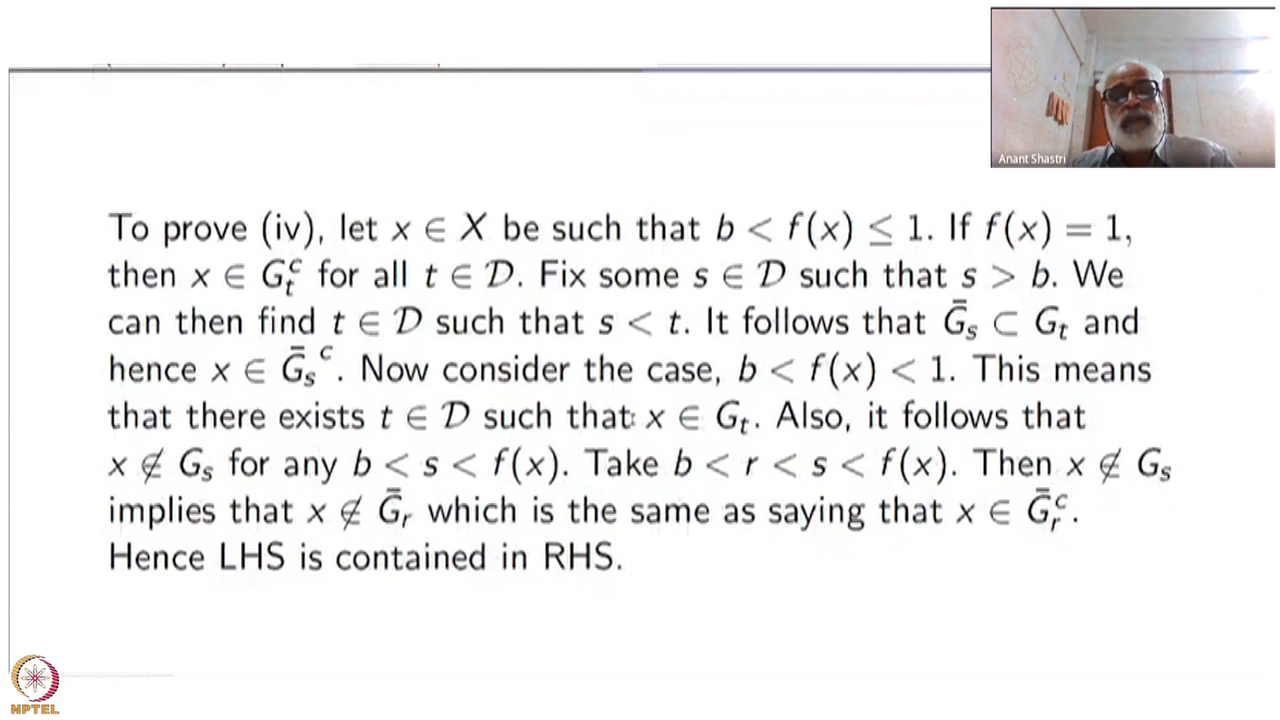 Anant Shastri
To prove (iv), let x ∈ X be such that b < f(x) ≤ 1. If f(x) = 1,
then x ∈ G_t^c for all t ∈ 𝒟. Fix some s ∈ 𝒟 such that s > b. We
can then find t ∈ 𝒟 such that s < t. It follows that Ḡ_s ⊂ G_t and
hence x ∈ Ḡ_s^c. Now consider the case, b < f(x) < 1. This means
that there exists t ∈ 𝒟 such that x ∈ G_t. Also, it follows that
x ∉ G_s for any b < s < f(x). Take b < r < s < f(x). Then x ∉ G_s
implies that x ∉ Ḡ_r which is the same as saying that x ∈ Ḡ_r^c.
Hence LHS is contained in RHS.
NPTEL